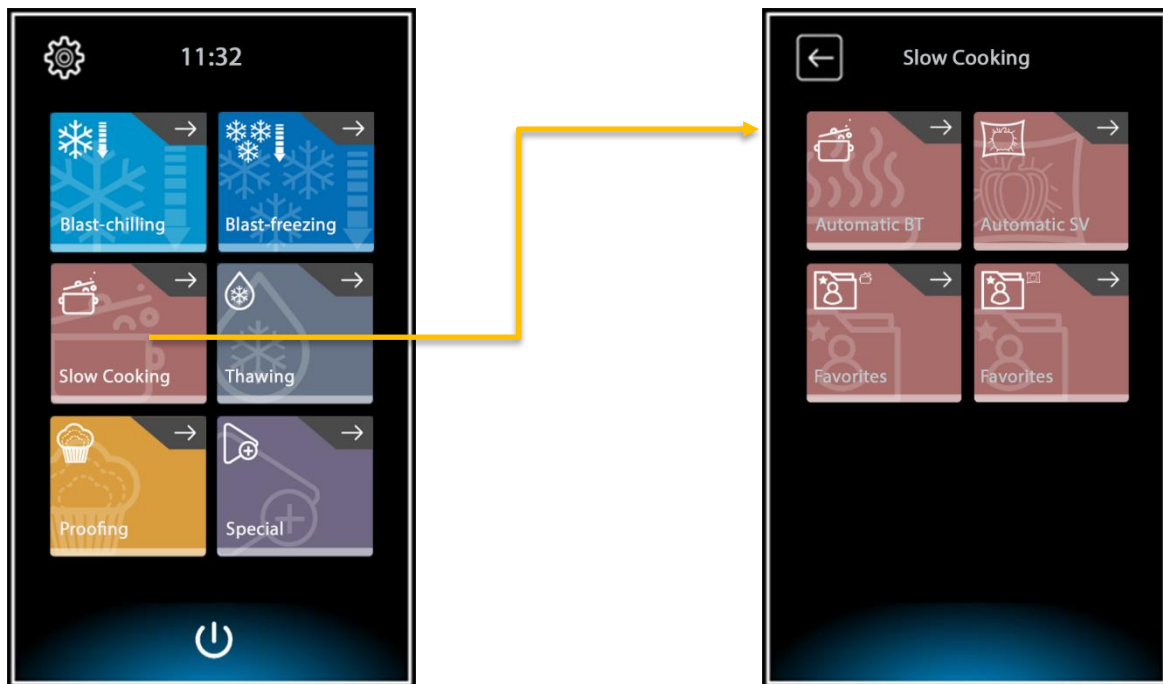 11:32
Blast-chilling
Blast-freezing
Slow Cooking
Thawing
Proofing
Special
Slow Cooking
Automatic BT
Automatic SV
Favorites
Favorites